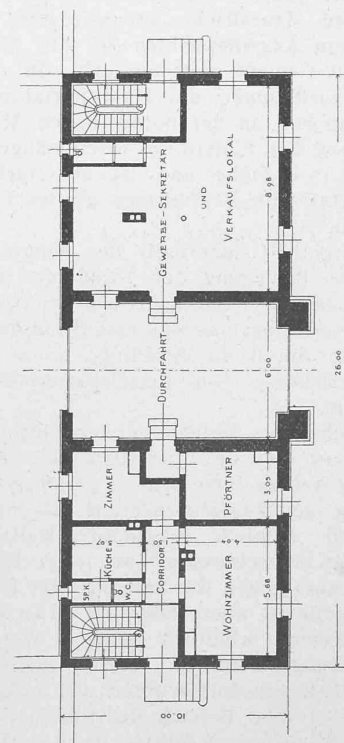 GEWERBE-SEKRETÄR
UND
VERKAUFSLOKAL
8.98
DURCHFAHRT
6.00
26.00
ZIMMER
PFÖRTNER
3.05
KÜCHE
CORRIDOR
SP.K.
W.C.
WOHNZIMMER
5.68
10.00